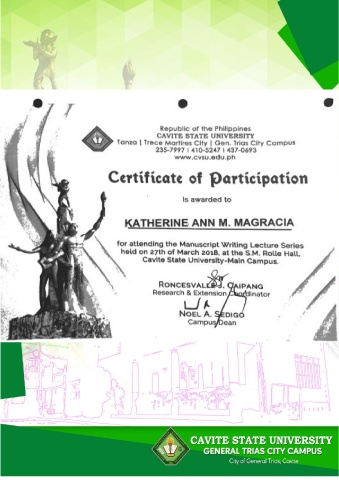 Republic of the Philippines
CAVITE STATE UNIVERSITY
Tanza | Trece Martires City | Gen. Trias City Campus
235-7997 | 410-5247 | 437-0693
www.cvsu.edu.ph
Certificate of Participation
is awarded to
KATHERINE ANN M. MAGRACIA
for attending the Manuscript Writing Lecture Series
held on 27th of March 2018, at the S.M. Rolle Hall,
Cavite State University-Main Campus.
RONCESVALLE J. CAIPANG
Research & Extension Coordinator
NOEL A. SEDIGO
Campus Dean
CAVITE STATE UNIVERSITY
GENERAL TRIAS CITY CAMPUS
City of General Trias, Cavite